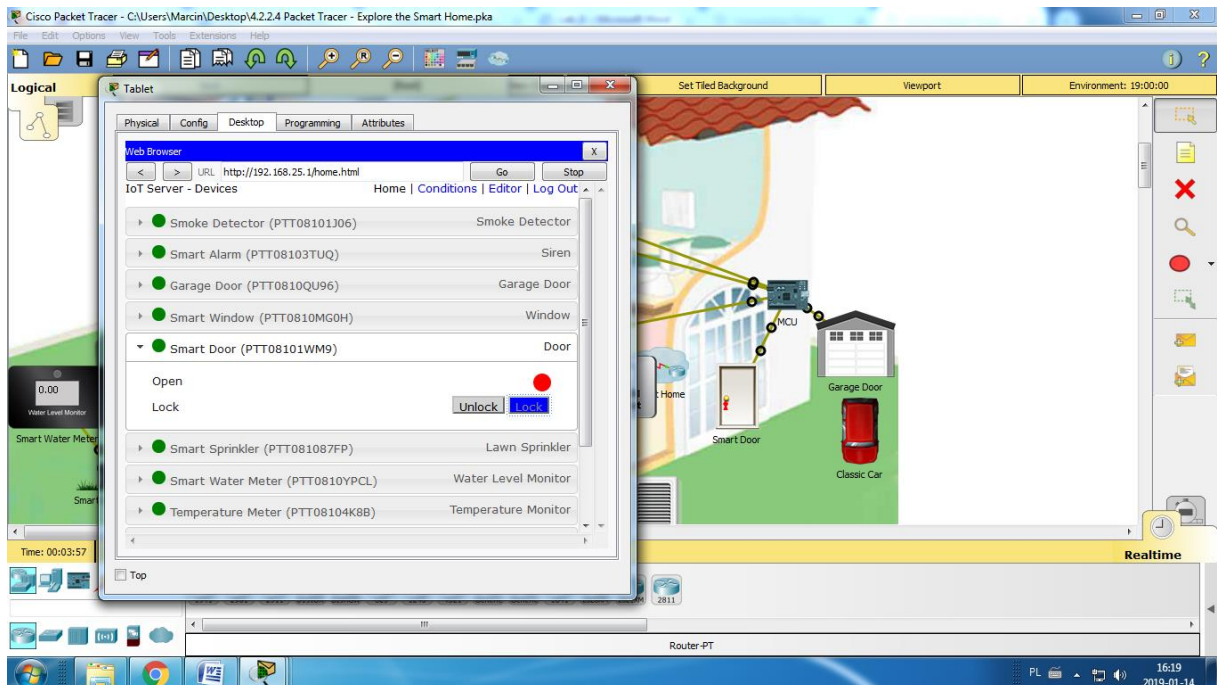 Cisco Packet Tracer - C:\Users\Marcin\Desktop\4.2.2.4 Packet Tracer - Explore the Smart Home.pka
File Edit Options View Tools Extensions Help
Logical
Set Tiled Background
Viewport
Environment: 19:00:00
Tablet
Physical Config Desktop Programming Attributes
Web Browser
X
< > URL http://192.168.25.1/home.html Go Stop
IoT Server - Devices Home | Conditions | Editor | Log Out
Smoke Detector (PTT08101J06) Smoke Detector
Smart Alarm (PTT08103TUQ) Siren
Garage Door (PTT0810QU96) Garage Door
Smart Window (PTT0810MG0H) Window
Smart Door (PTT08101WM9) Door
Open
Lock Unlock Lock
Smart Sprinkler (PTT081087FP) Lawn Sprinkler
Smart Water Meter (PTT0810YPCL) Water Level Monitor
Temperature Meter (PTT08104K8B) Temperature Monitor
Top
0.00
Water Level Monitor
Smart Water Meter
Smart
MCU
Home
Garage Door
Smart Door
Classic Car
Time: 00:03:57
Realtime
2811
Router-PT
PL
16:19
2019-01-14